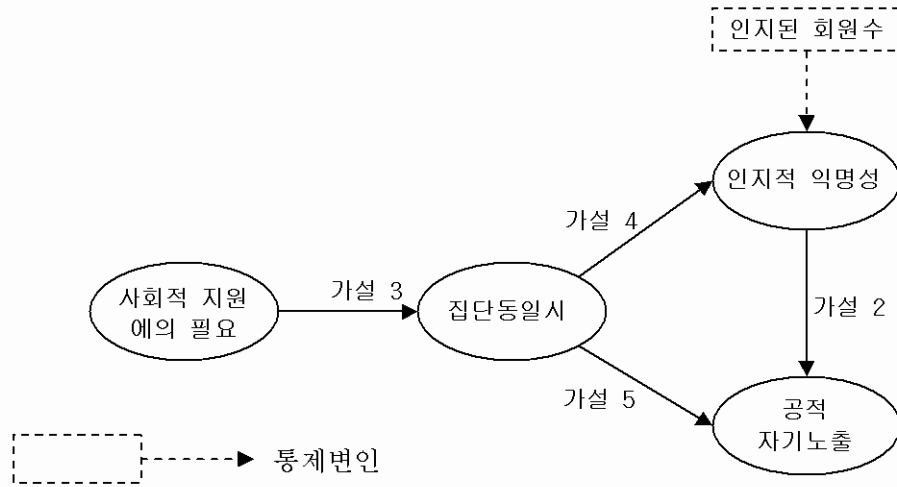 인지된 회원수
인지적 익명성
가설 4
사회적 지원
에의 필요
가설 3
집단동일시
가설 2
가설 5
공적
자기노출
통제변인